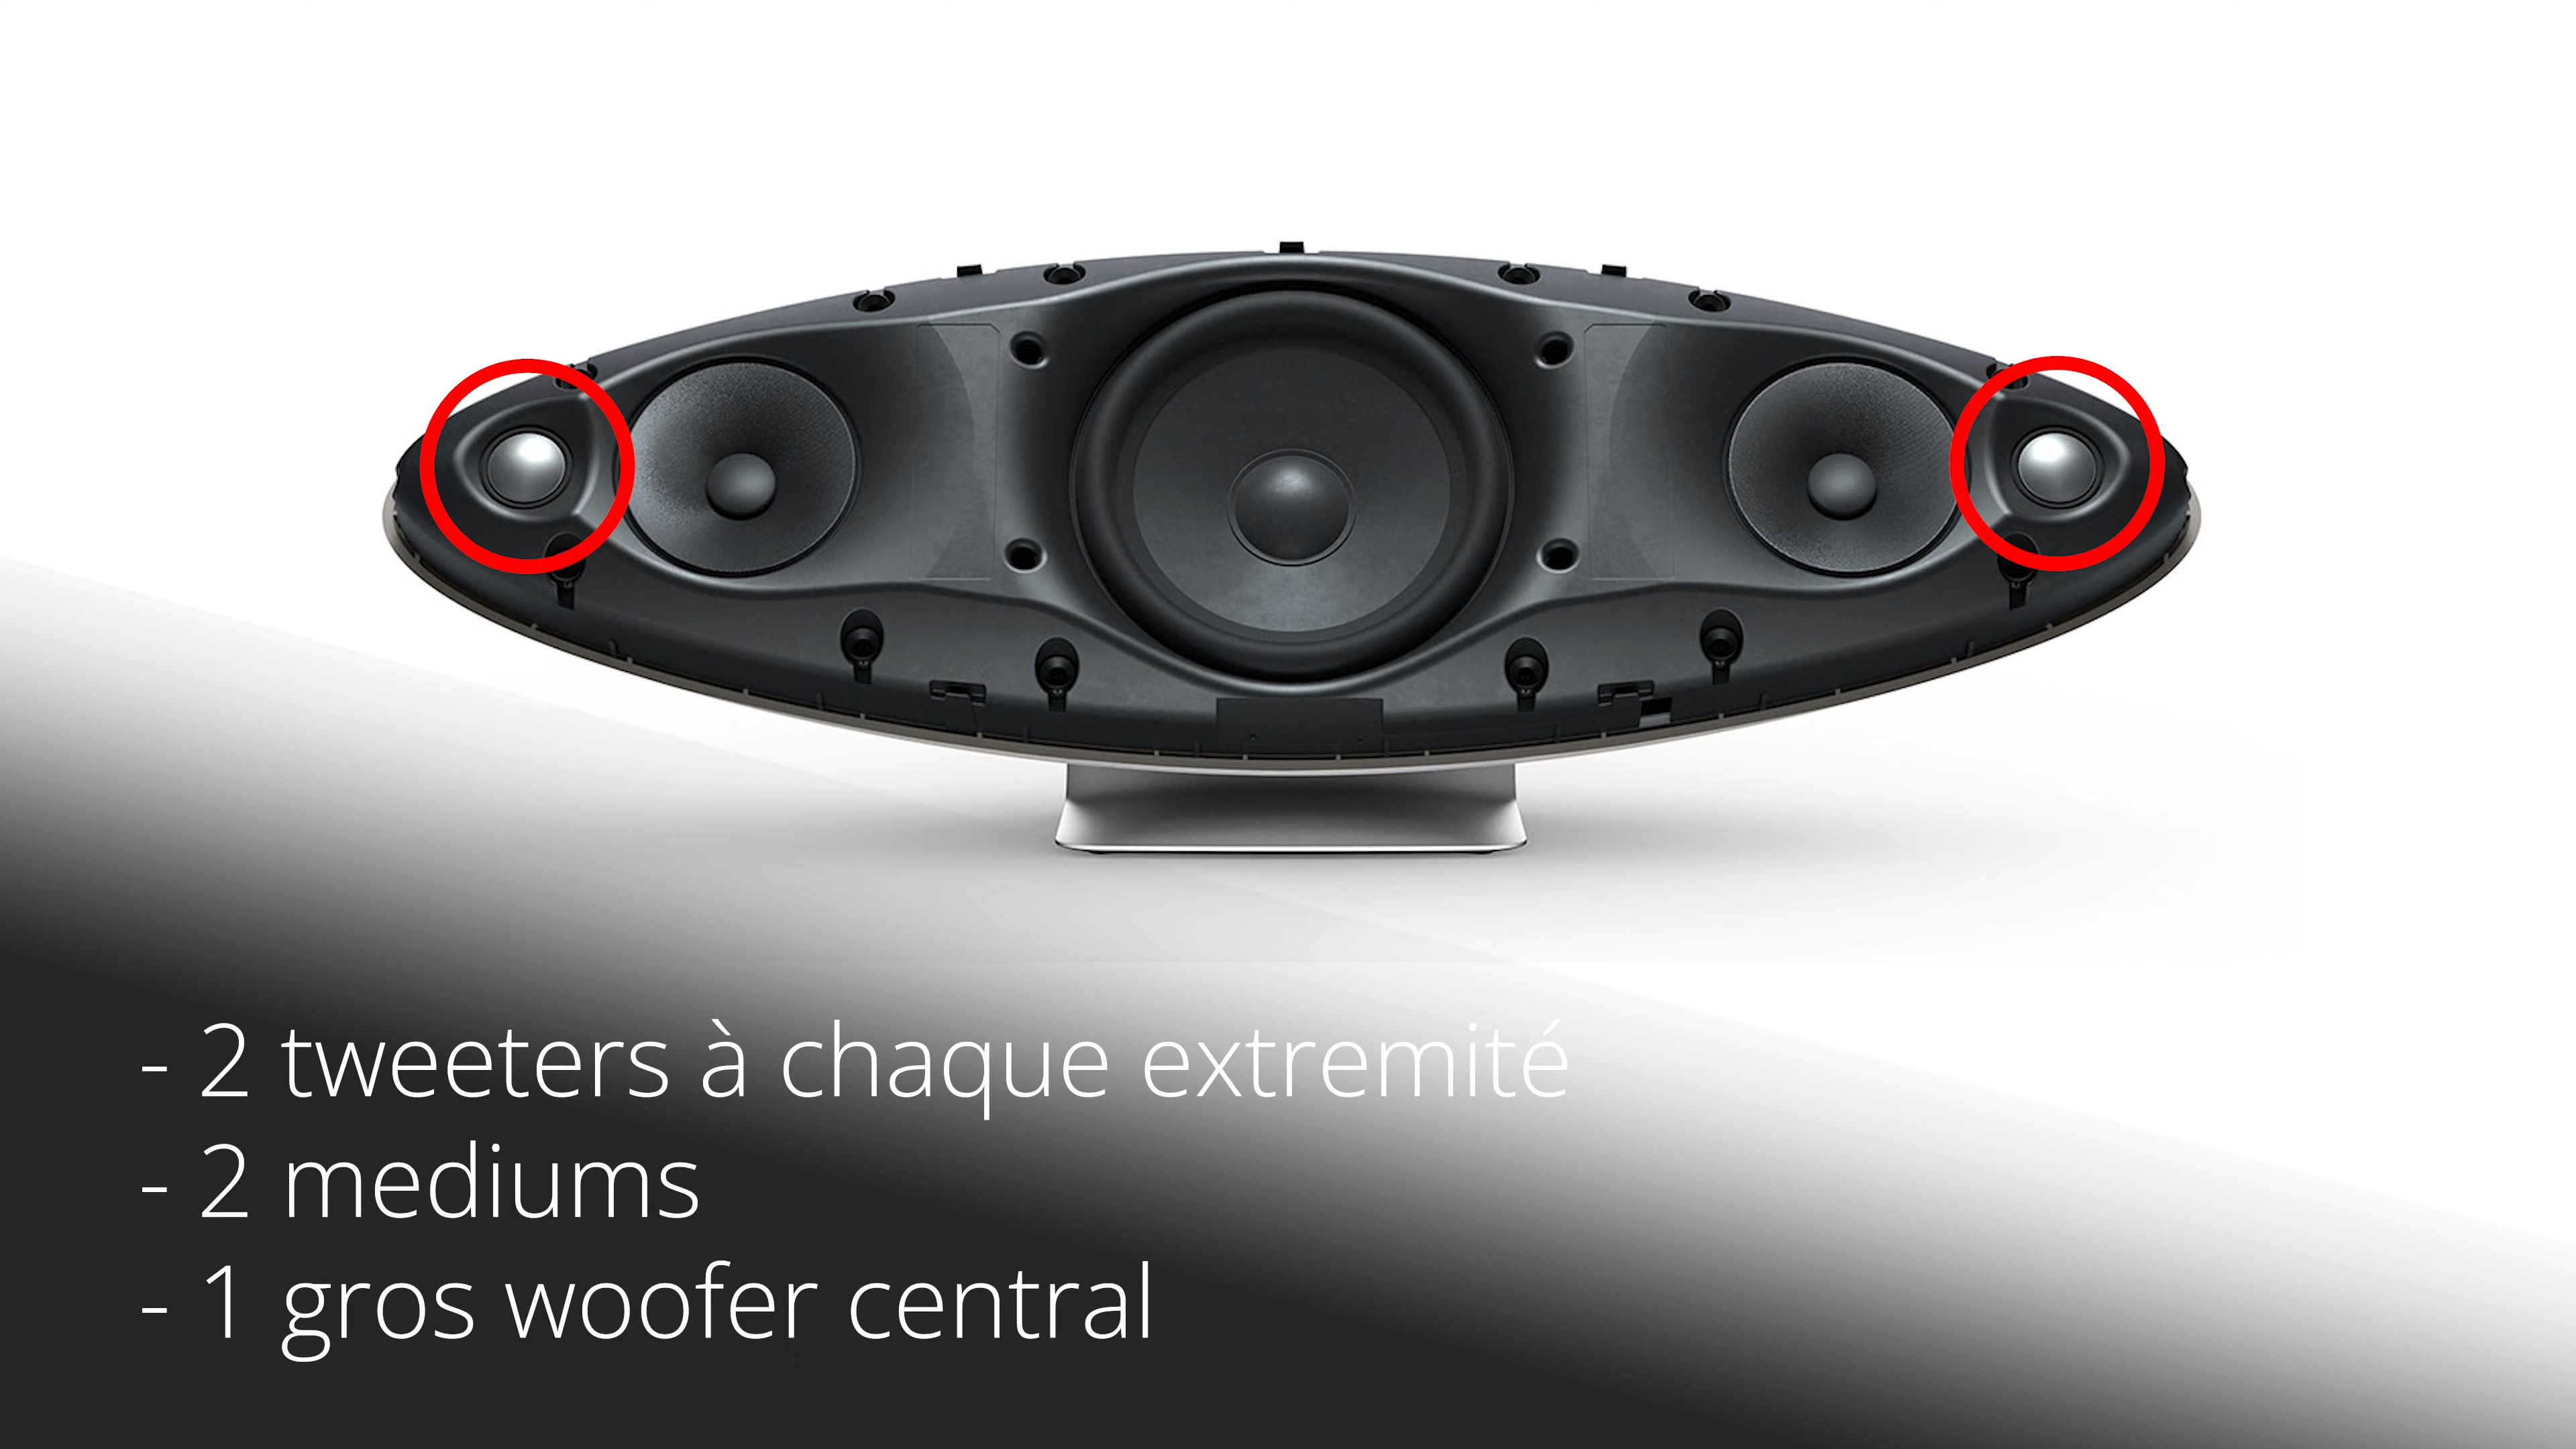 - 2 tweeters à chaque extremité
- 2 mediums
- 1 gros woofer central